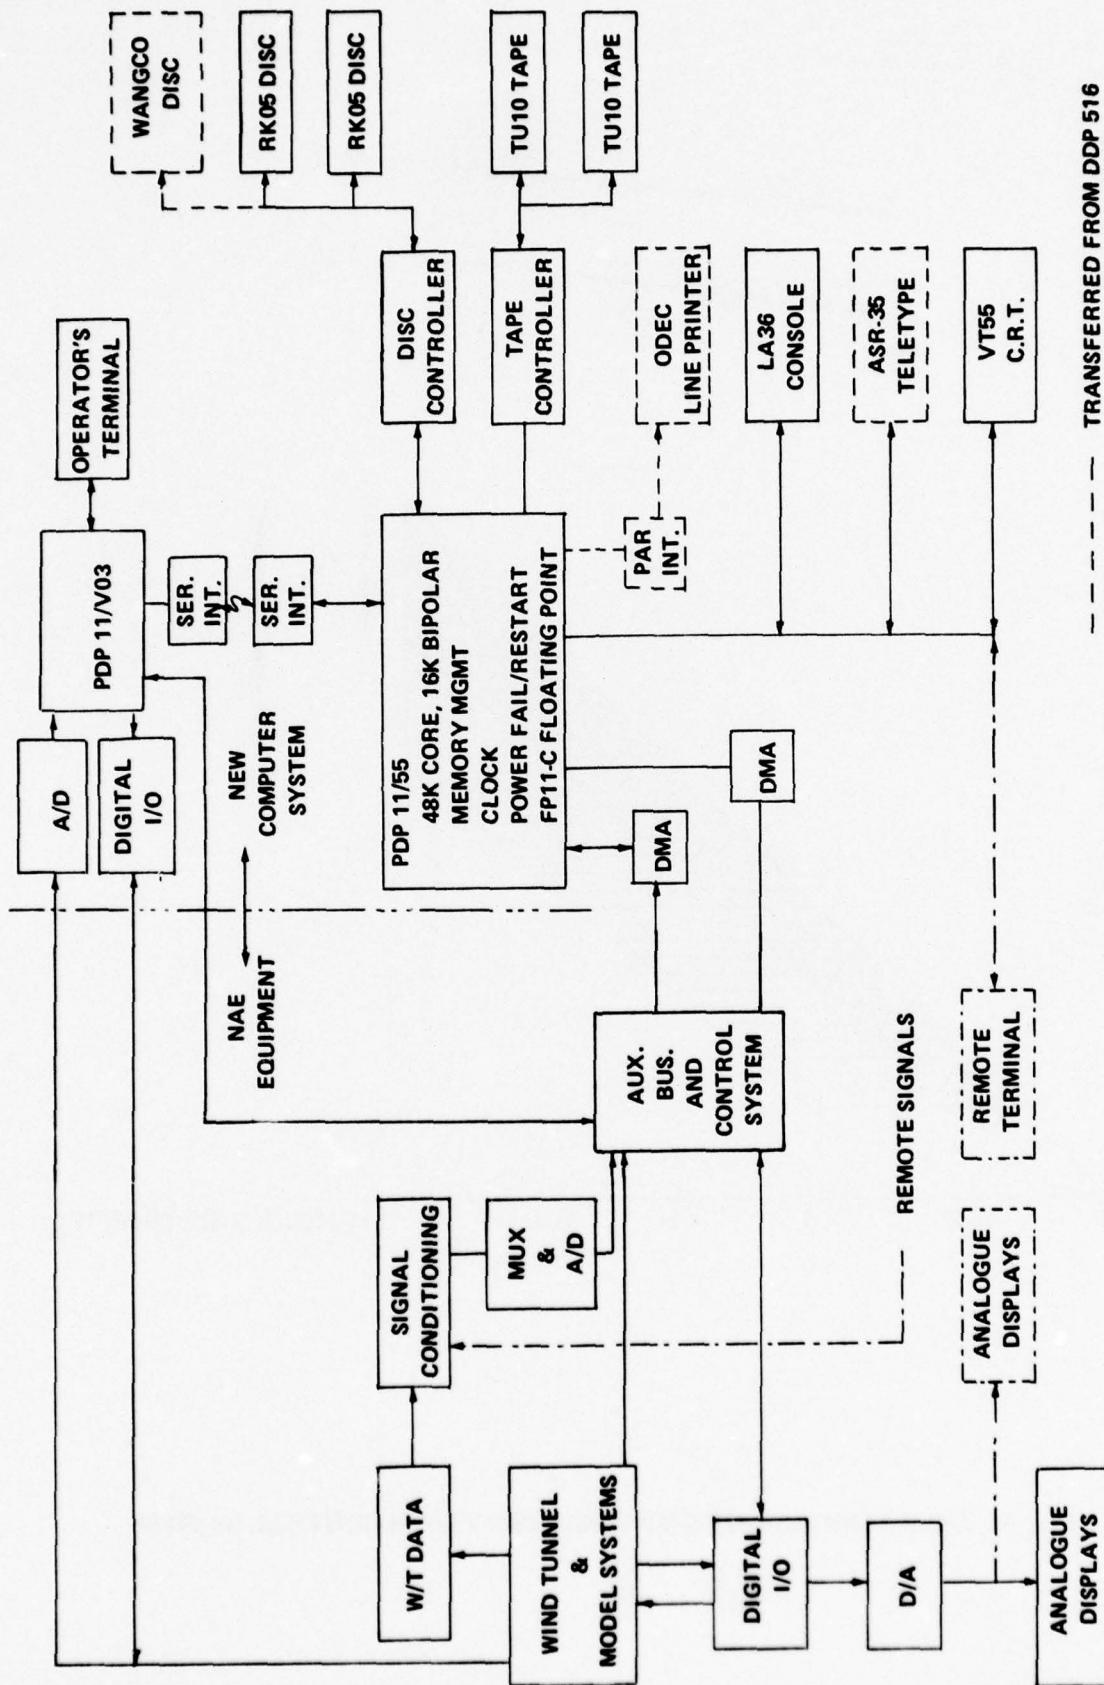 WANGCO
DISC
RK05 DISC
RK05 DISC
TU10 TAPE
TU10 TAPE
OPERATOR'S
TERMINAL
DISC
CONTROLLER
TAPE
CONTROLLER
ODEC
LINE PRINTER
LA36
CONSOLE
ASR-35
TELETYPE
VT55
C.R.T.
— — — TRANSFERRED FROM DDP 516
PDP 11/V03
SER.
INT.
SER.
INT.
PAR
INT.
A/D
DIGITAL
I/O
NEW
COMPUTER
SYSTEM
PDP 11/55
48K CORE, 16K BIPOLAR
MEMORY MGMT
CLOCK
POWER FAIL/RESTART
FP11-C FLOATING POINT
DMA
DMA
NAE
EQUIPMENT
AUX.
BUS.
AND
CONTROL
SYSTEM
REMOTE
TERMINAL
SIGNAL
CONDITIONING
MUX
&
A/D
REMOTE SIGNALS
ANALOGUE
DISPLAYS
W/T DATA
WIND TUNNEL
&
MODEL SYSTEMS
DIGITAL
I/O
D/A
ANALOGUE
DISPLAYS